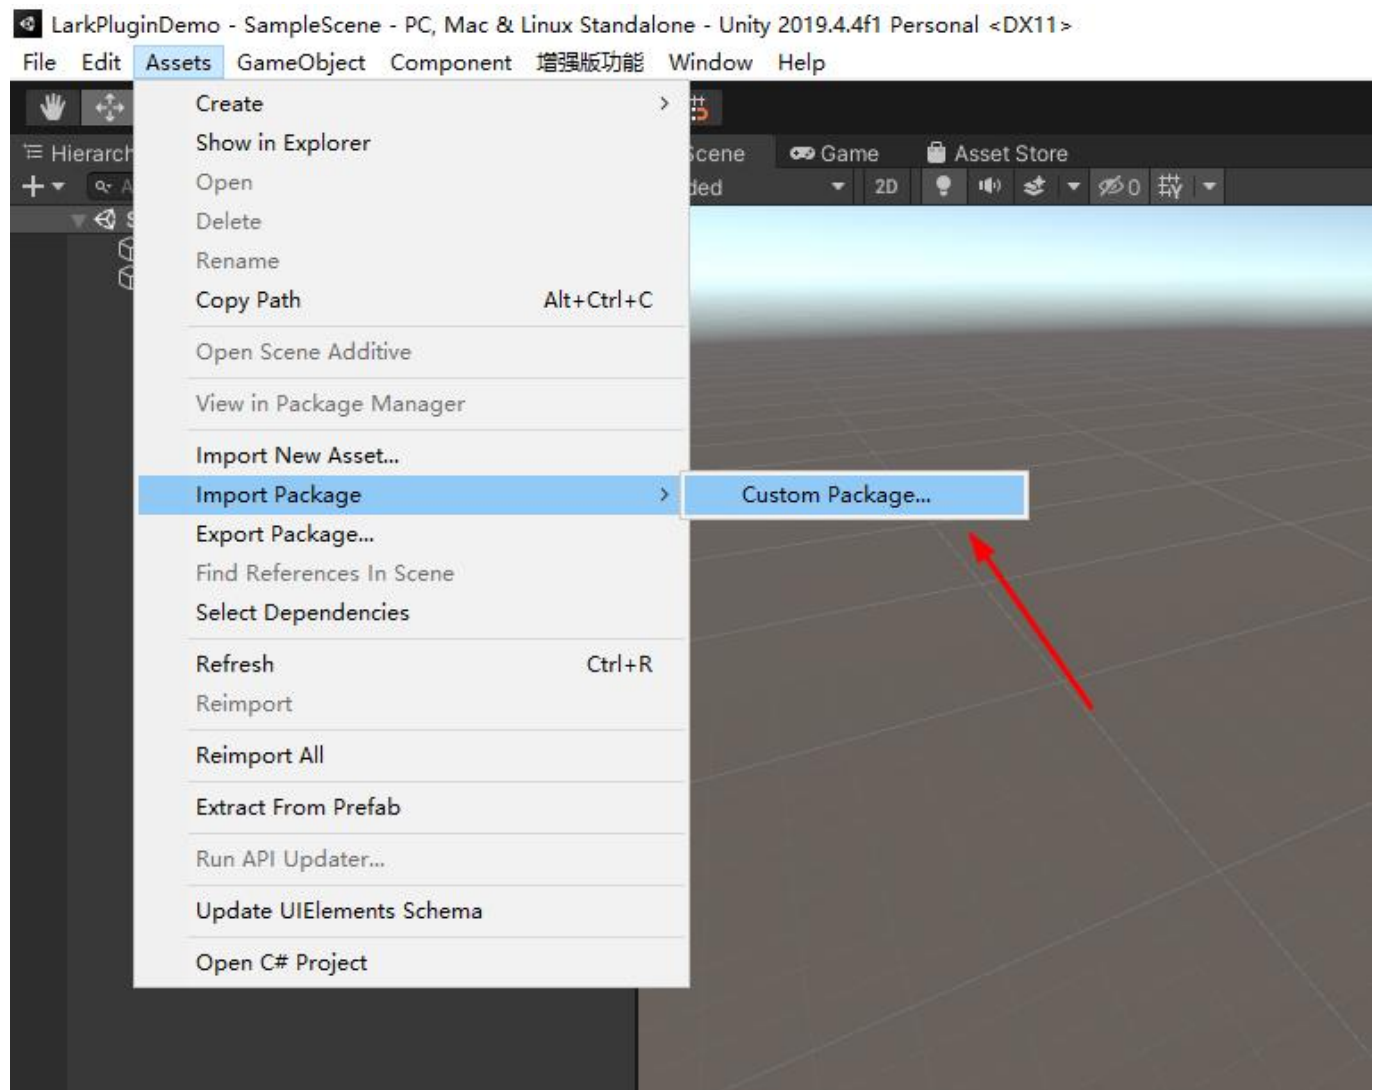 LarkPluginDemo - SampleScene - PC, Mac & Linux Standalone - Unity 2019.4.4f1 Personal <DX11>
File Edit Assets GameObject Component 增强版功能 Window Help
Create
Show in Explorer
Hierarch
Scene Game Asset Store
Open
ded 2D 0
Delete
Rename
Copy Path Alt+Ctrl+C
Open Scene Additive
View in Package Manager
Import New Asset...
Import Package Custom Package...
Export Package...
Find References In Scene
Select Dependencies
Refresh Ctrl+R
Reimport
Reimport All
Extract From Prefab
Run API Updater...
Update UIElements Schema
Open C# Project